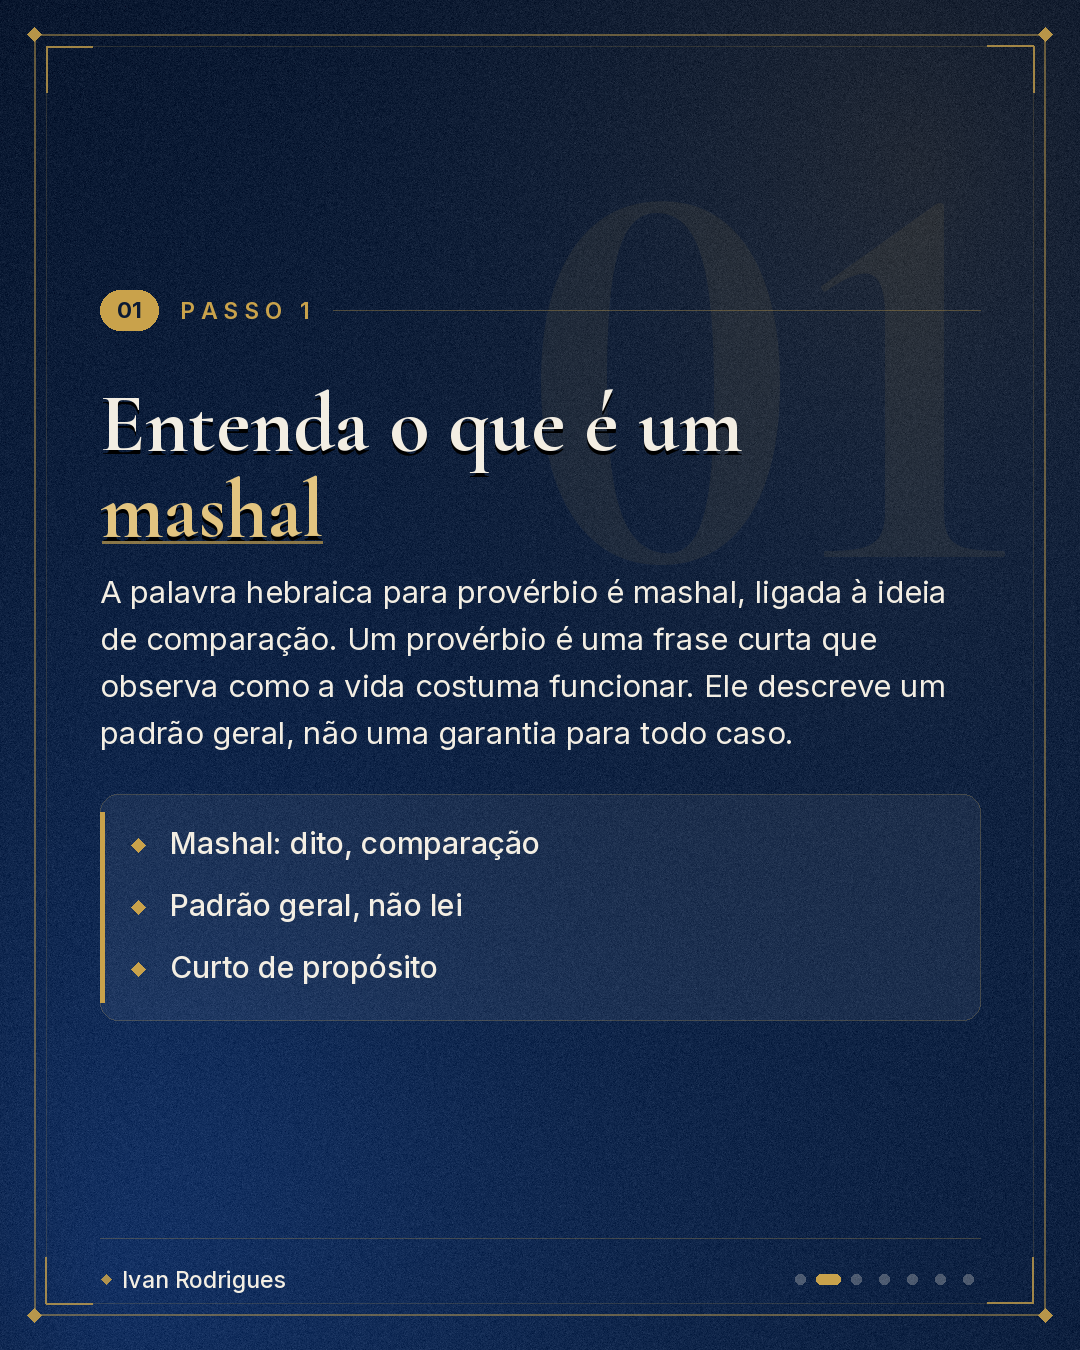 01 PASSO 1
01
Entenda o que é um
mashal
A palavra hebraica para provérbio é mashal, ligada à ideia
de comparação. Um provérbio é uma frase curta que
observa como a vida costuma funcionar. Ele descreve um
padrão geral, não uma garantia para todo caso.
Mashal: dito, comparação
Padrão geral, não lei
Curto de propósito
Ivan Rodrigues